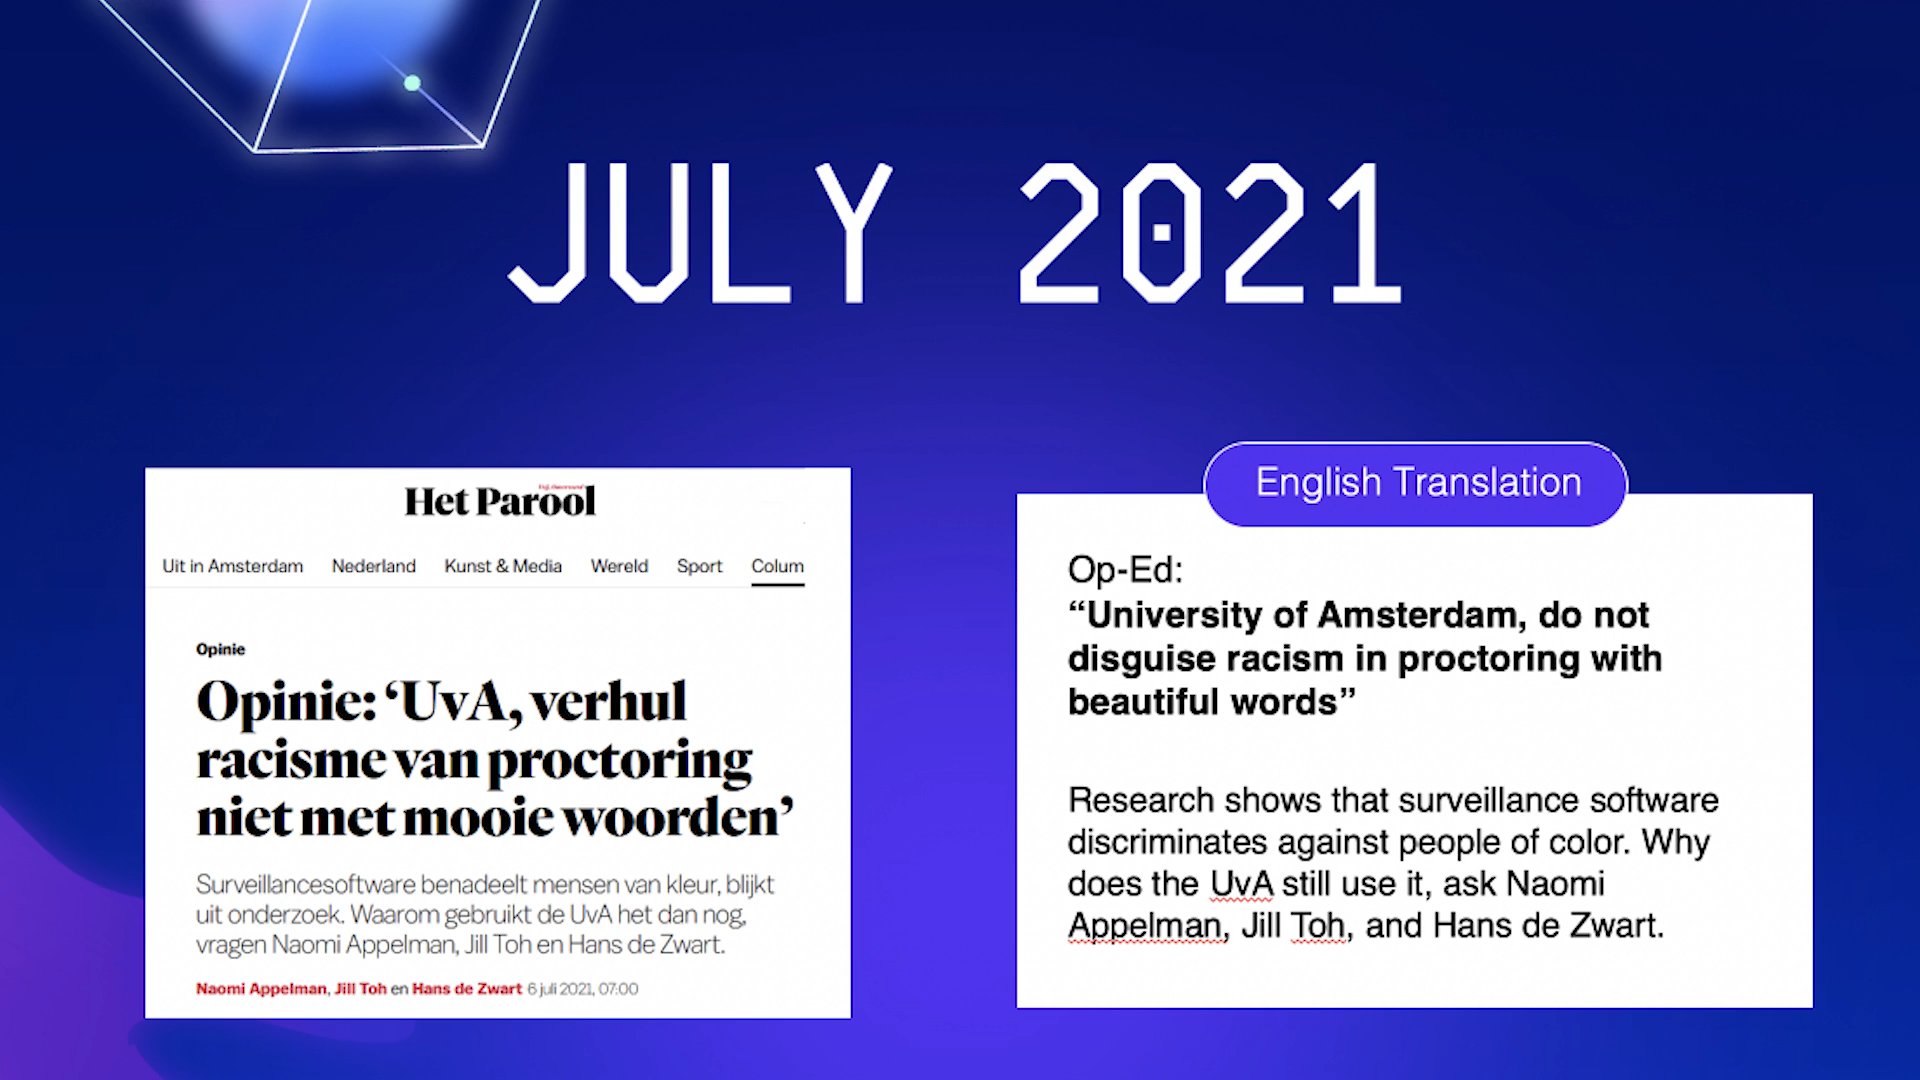 JULY 2021
Het Parool
Uit in Amsterdam Nederland Kunst & Media Wereld Sport Colum
Opinie
Opinie: ‘UvA, verhul
racisme van proctoring
niet met mooie woorden’
Surveillancesoftware benadeelt mensen van kleur, blijkt
uit onderzoek. Waarom gebruikt de UvA het dan nog,
vragen Naomi Appelman, Jill Toh en Hans de Zwart.
Naomi Appelman, Jill Toh en Hans de Zwart 6 juli 2021, 07:00
English Translation
Op-Ed:
“University of Amsterdam, do not
disguise racism in proctoring with
beautiful words”
Research shows that surveillance software
discriminates against people of color. Why
does the UvA still use it, ask Naomi
Appelman, Jill Toh, and Hans de Zwart.